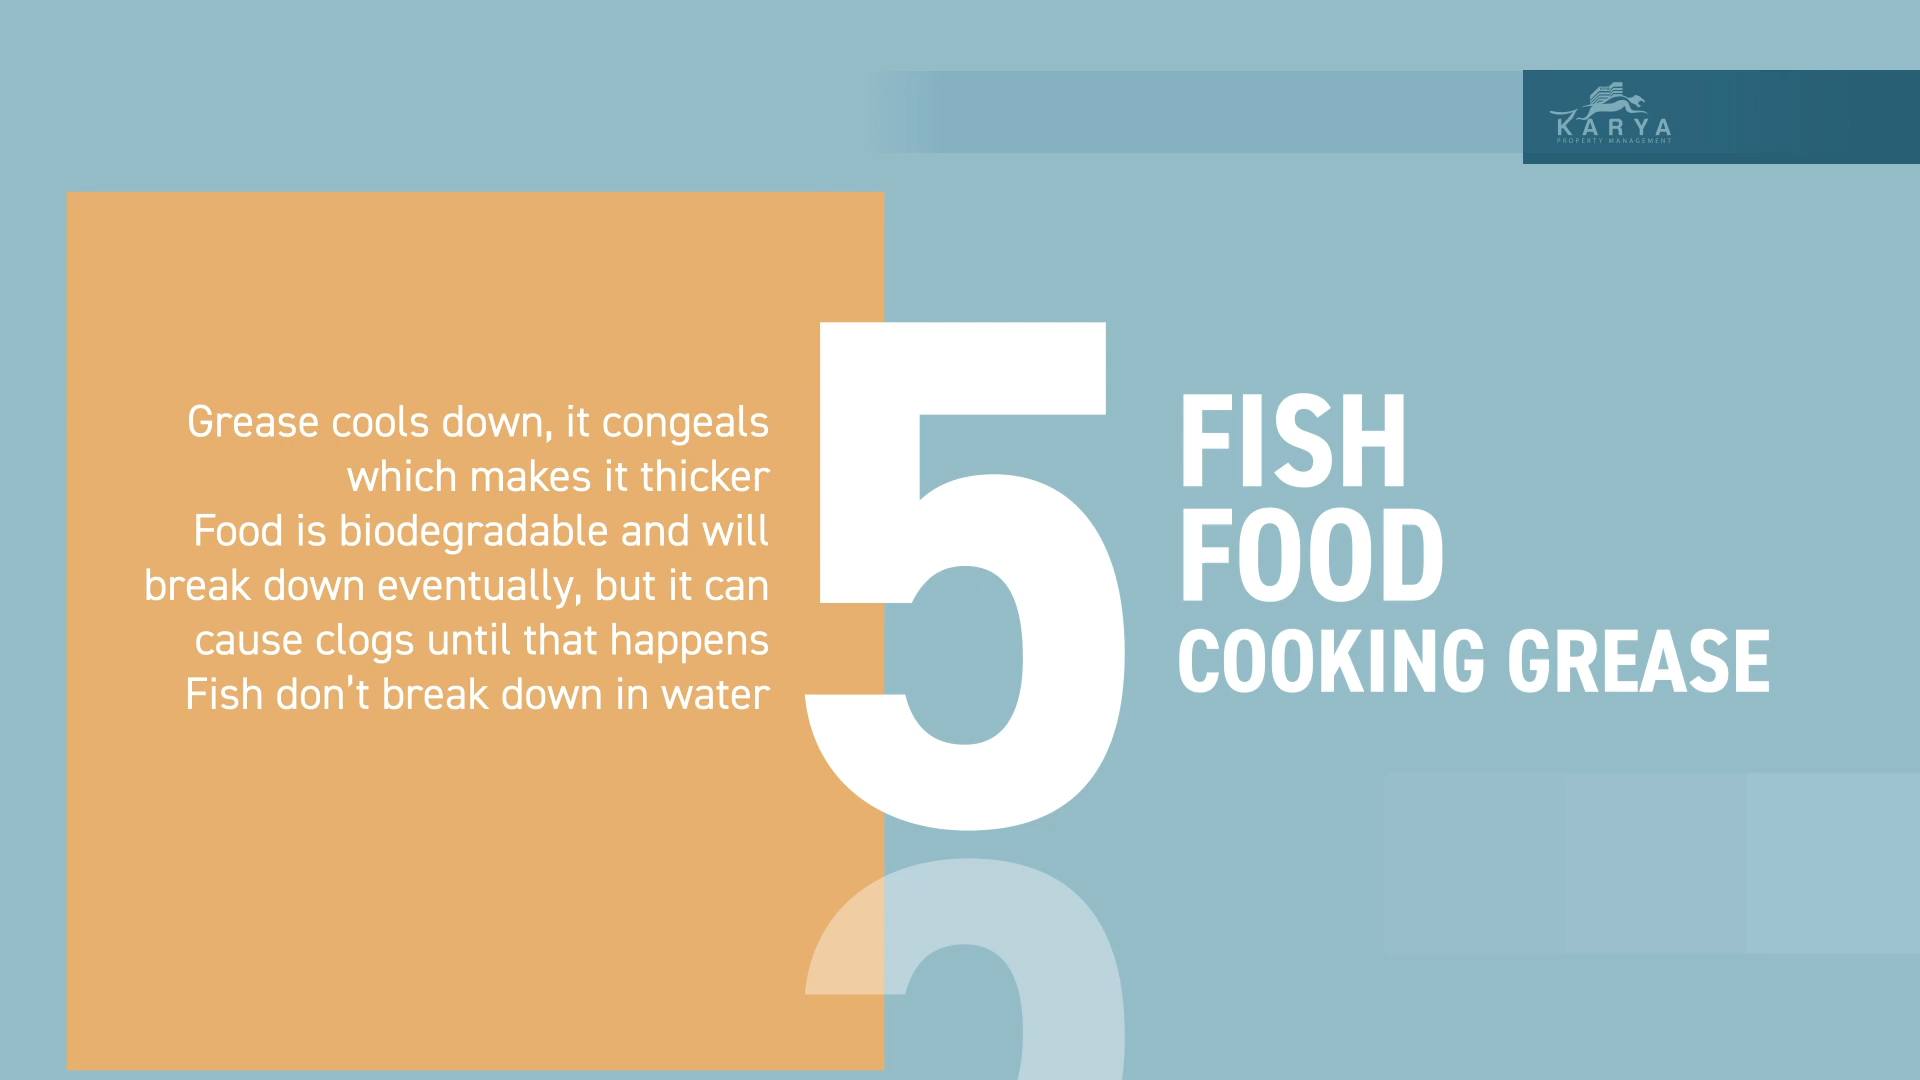 KARYA
PROPERTY MANAGEMENT
Grease cools down, it congeals
which makes it thicker
Food is biodegradable and will
break down eventually, but it can
cause clogs until that happens
Fish don’t break down in water
5
FISH
FOOD
COOKING GREASE